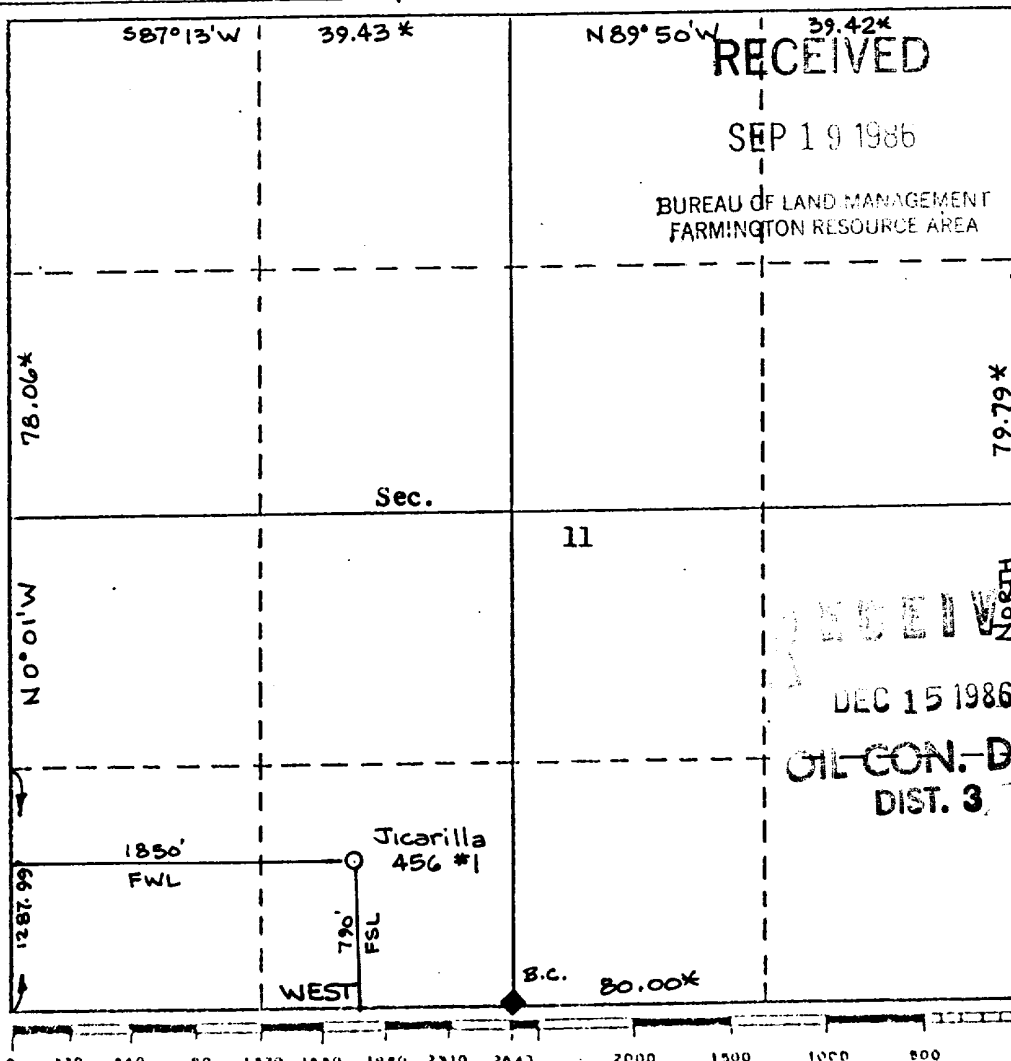 S87°13'W 39.43* N89°50'W 39.42*
RECEIVED
SEP 19 1986
BUREAU OF LAND MANAGEMENT
FARMINGTON RESOURCE AREA
78.06*
79.79*
Sec.
11
N0°01'W
NORTH
RECEIV
DEC 15 1986
OIL CON. D
DIST. 3
Jicarilla
456 #1
1850'
FWL
1287.99
790'
FSL
B.C.
WEST
80.00*
2000 1500 1000 500